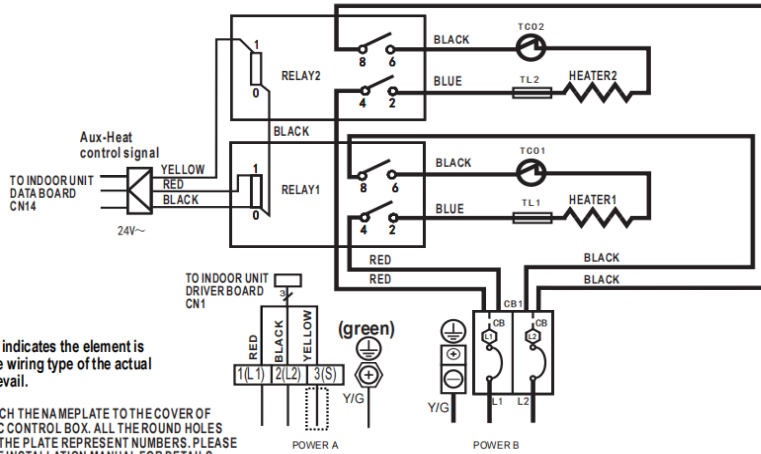 TCO2
1
BLACK
8 6
RELAY2
TL2
HEATER2
BLUE
0
4 2
BLACK
Aux-Heat
control signal
TCO1
YELLOW
1
BLACK
TO INDOOR UNIT
DATA BOARD
CN14
RED
8 6
RELAY1
BLACK
TL1
HEATER1
BLUE
0
24V~
4 2
RED
BLACK
RED
BLACK
TO INDOOR UNIT
DRIVER BOARD
CN1
3
CB1
(green)
CB
CB
L1
L2
RED
BLACK
YELLOW
indicates the element is
wiring type of the actual
1(L1) 2(L2) 3(S)
Y/G
Y/G
L1
L2
THE NAMEPLATE TO THE COVER OF
CONTROL BOX. ALL THE ROUND HOLES
THE PLATE REPRESENT NUMBERS. PLEASE
INSTALLATION MANUAL FOR DETAILS
POWER A
POWER B